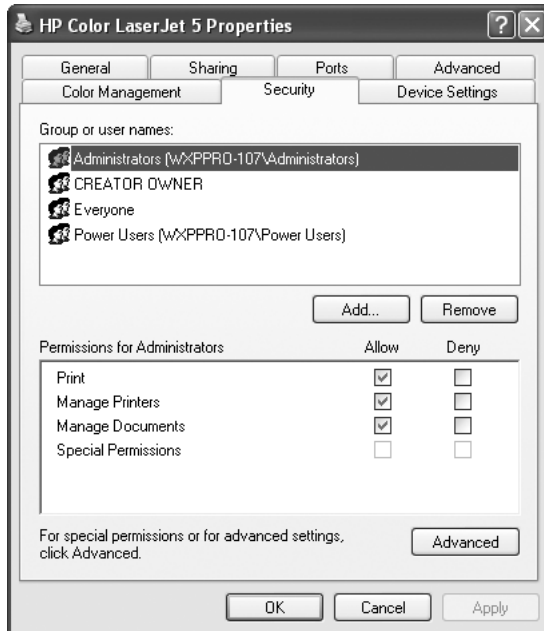 HP Color LaserJet 5 Properties
General Sharing Ports Advanced
Color Management Security Device Settings
Group or user names:
Administrators (WXPPRO-107\Administrators)
CREATOR OWNER
Everyone
Power Users (WXPPRO-107\Power Users)
Add... Remove
Permissions for Administrators Allow Deny
Print
Manage Printers
Manage Documents
Special Permissions
For special permissions or for advanced settings,
click Advanced.
Advanced
OK Cancel Apply